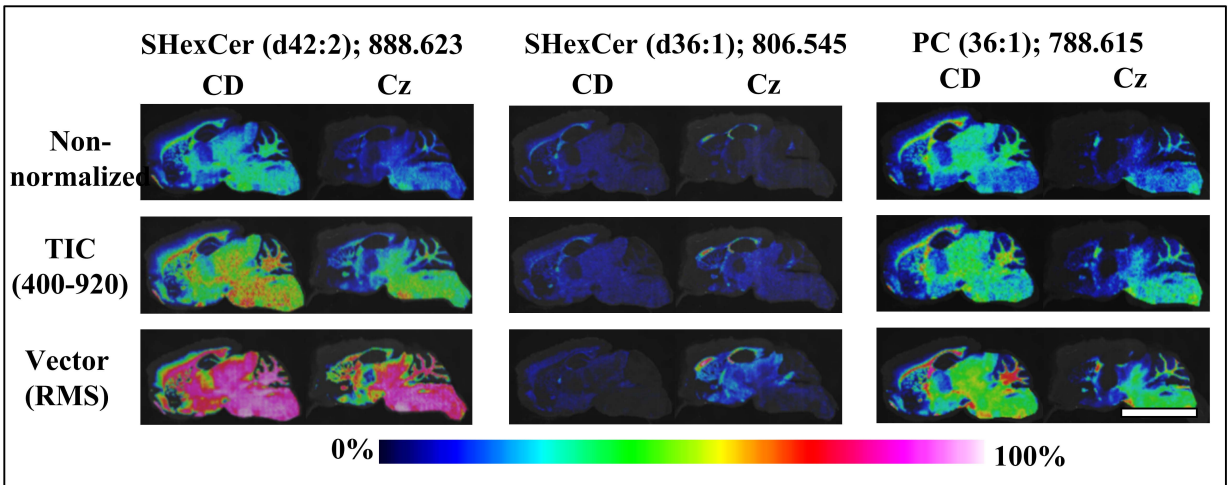 SHexCer (d42:2); 888.623 SHexCer (d36:1); 806.545 PC (36:1); 788.615
CD Cz CD Cz CD Cz
Non-
normalized
TIC
(400-920)
Vector
(RMS)
0% 100%